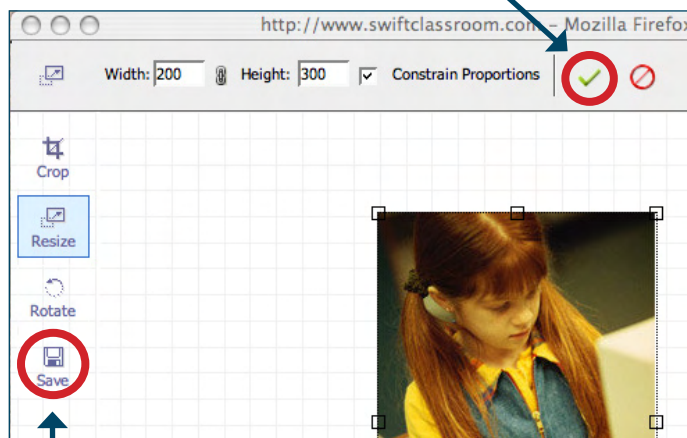 http://www.swiftclassroom.com – Mozilla Firefox
Width: 200 Height: 300 Constrain Proportions
Crop
Resize
Rotate
Save